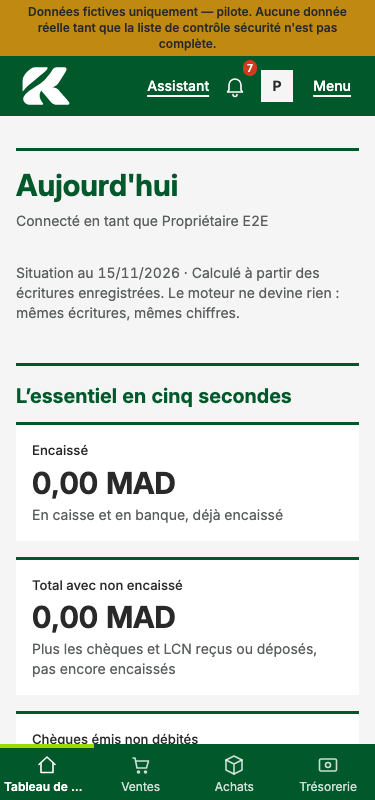 Données fictives uniquement — pilote. Aucune donnée
réelle tant que la liste de contrôle sécurité n'est pas
complète.
Assistant
7
P
Menu
Aujourd'hui
Connecté en tant que Propriétaire E2E
Situation au 15/11/2026 · Calculé à partir des
écritures enregistrées. Le moteur ne devine rien :
mêmes écritures, mêmes chiffres.
L’essentiel en cinq secondes
Encaissé
0,00 MAD
En caisse et en banque, déjà encaissé
Total avec non encaissé
0,00 MAD
Plus les chèques et LCN reçus ou déposés,
pas encore encaissés
Chèques émis non débités
Tableau de ...
Ventes
Achats
Trésorerie